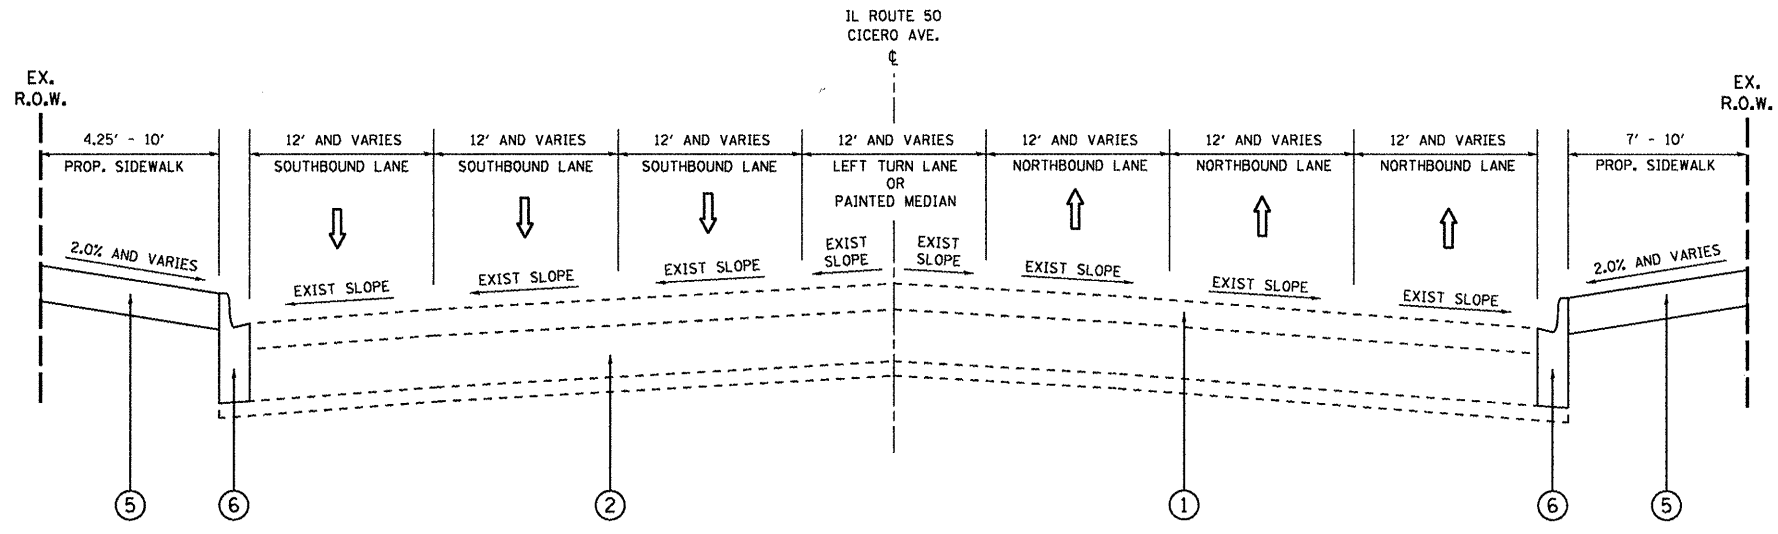 IL ROUTE 50
CICERO AVE.
℄
EX.
R.O.W.
EX.
R.O.W.
4.25' - 10'
PROP. SIDEWALK
12' AND VARIES
SOUTHBOUND LANE
12' AND VARIES
SOUTHBOUND LANE
12' AND VARIES
SOUTHBOUND LANE
12' AND VARIES
LEFT TURN LANE
OR
PAINTED MEDIAN
12' AND VARIES
NORTHBOUND LANE
12' AND VARIES
NORTHBOUND LANE
12' AND VARIES
NORTHBOUND LANE
7' - 10'
PROP. SIDEWALK
2.0% AND VARIES
EXIST SLOPE
EXIST SLOPE
EXIST SLOPE
EXIST
SLOPE
EXIST
SLOPE
EXIST SLOPE
EXIST SLOPE
EXIST SLOPE
2.0% AND VARIES
5
6
2
1
6
5